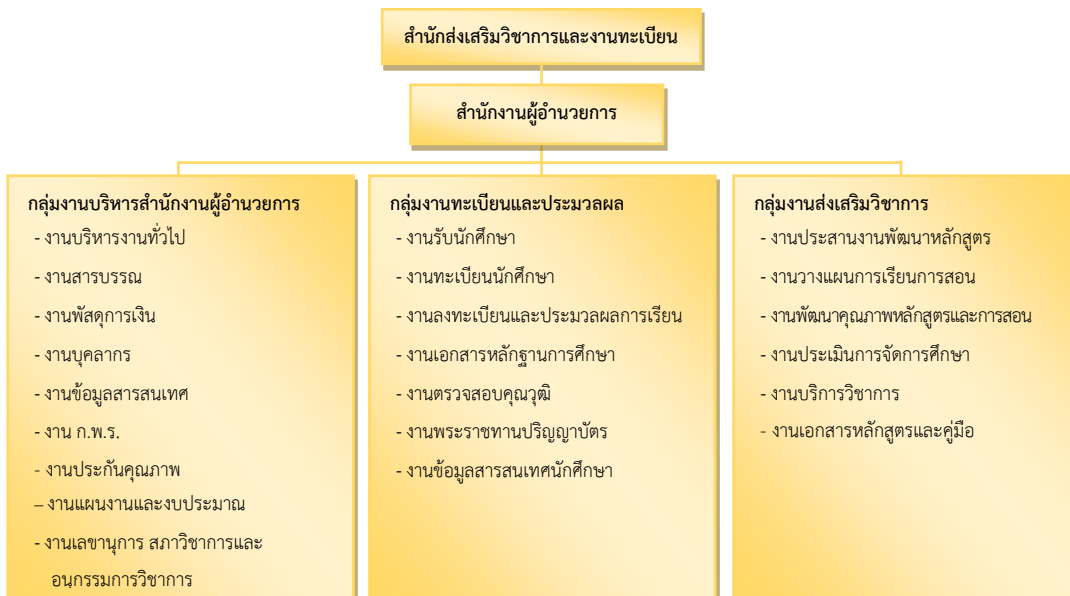 สำนักส่งเสริมวิชาการและงานทะเบียน
สำนักงานผู้อำนวยการ
กลุ่มงานบริหารสำนักงานผู้อำนวยการ
- งานบริหารงานทั่วไป
- งานสารบรรณ
- งานพัสดุการเงิน
- งานบุคลากร
- งานข้อมูลสารสนเทศ
- งาน ก.พ.ร.
- งานประกันคุณภาพ
– งานแผนงานและงบประมาณ
- งานเลขานุการ สภาวิชาการและ
อนุกรรมการวิชาการ
กลุ่มงานทะเบียนและประมวลผล
- งานรับนักศึกษา
- งานทะเบียนนักศึกษา
- งานลงทะเบียนและประมวลผลการเรียน
- งานเอกสารหลักฐานการศึกษา
- งานตรวจสอบคุณวุฒิ
- งานพระราชทานปริญญาบัตร
- งานข้อมูลสารสนเทศนักศึกษา
กลุ่มงานส่งเสริมวิชาการ
- งานประสานงานพัฒนาหลักสูตร
- งานวางแผนการเรียนการสอน
- งานพัฒนาคุณภาพหลักสูตรและการสอน
- งานประเมินการจัดการศึกษา
- งานบริการวิชาการ
- งานเอกสารหลักสูตรและคู่มือ